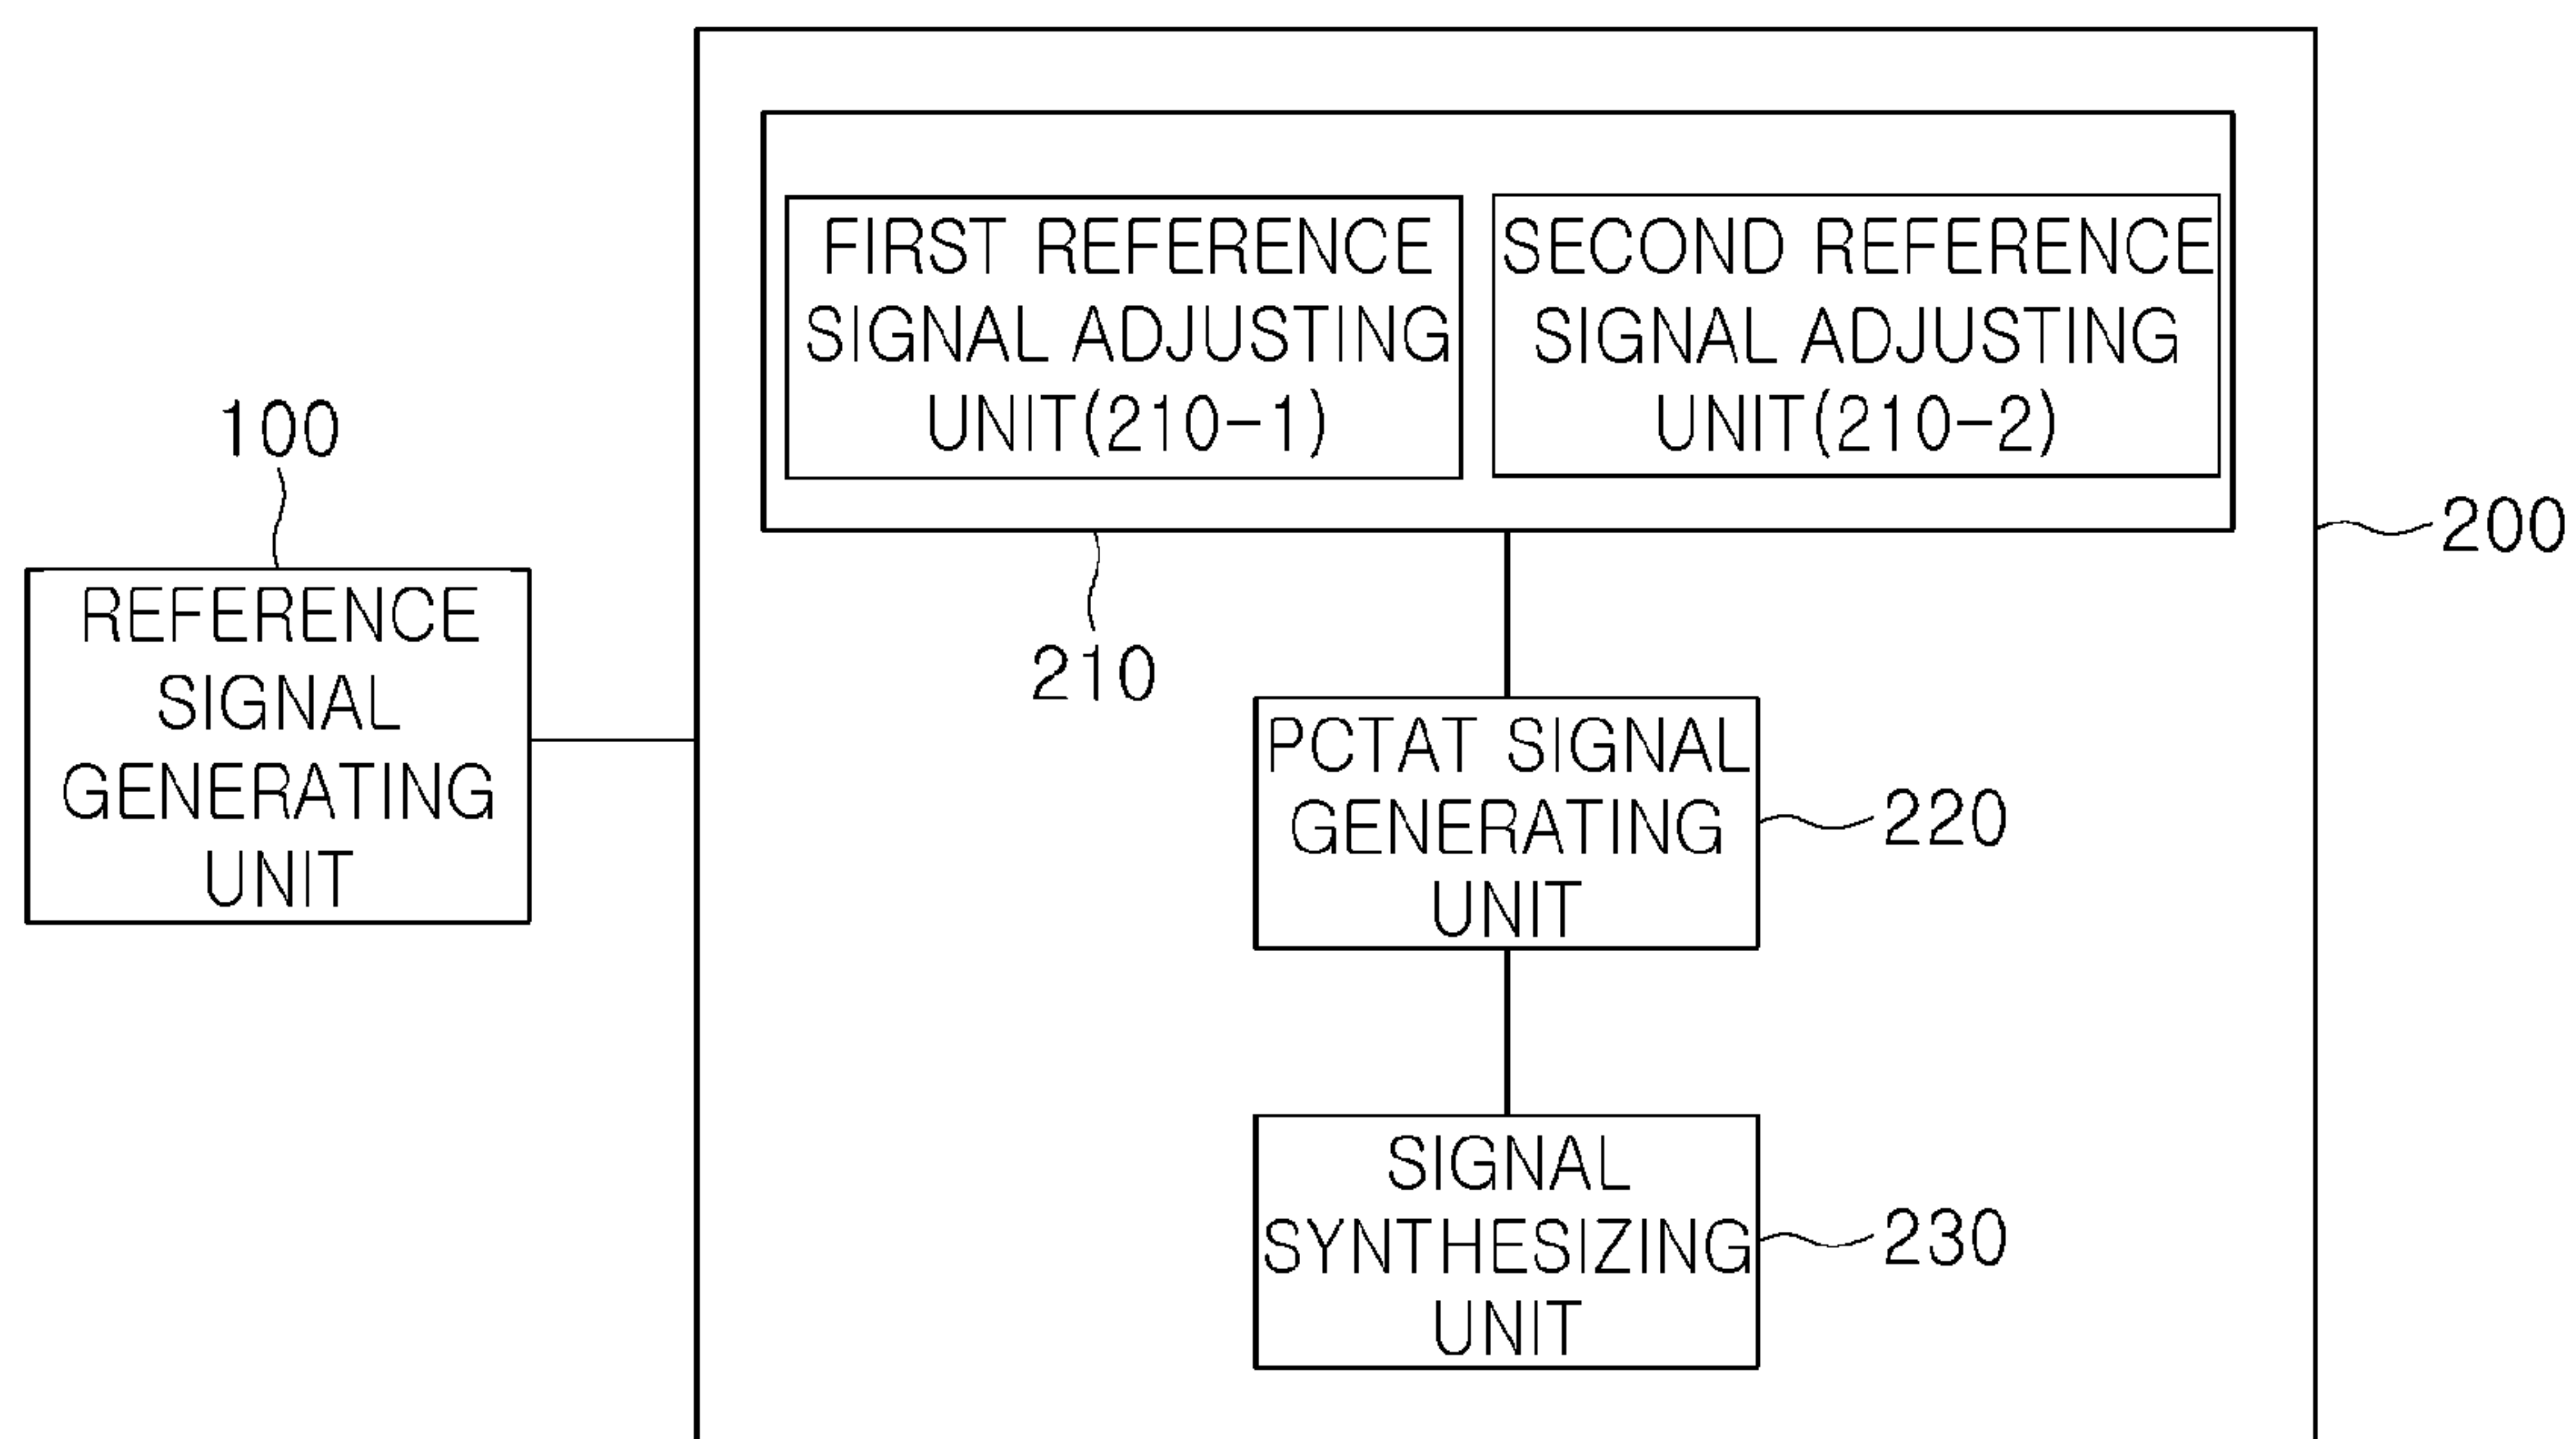 FIRST REFERENCE
SIGNAL ADJUSTING
UNIT(210-1)
SECOND REFERENCE
SIGNAL ADJUSTING
UNIT(210-2)
100
200
REFERENCE
SIGNAL
GENERATING
UNIT
210
PCTAT SIGNAL
GENERATING
UNIT
220
SIGNAL
SYNTHESIZING
UNIT
230